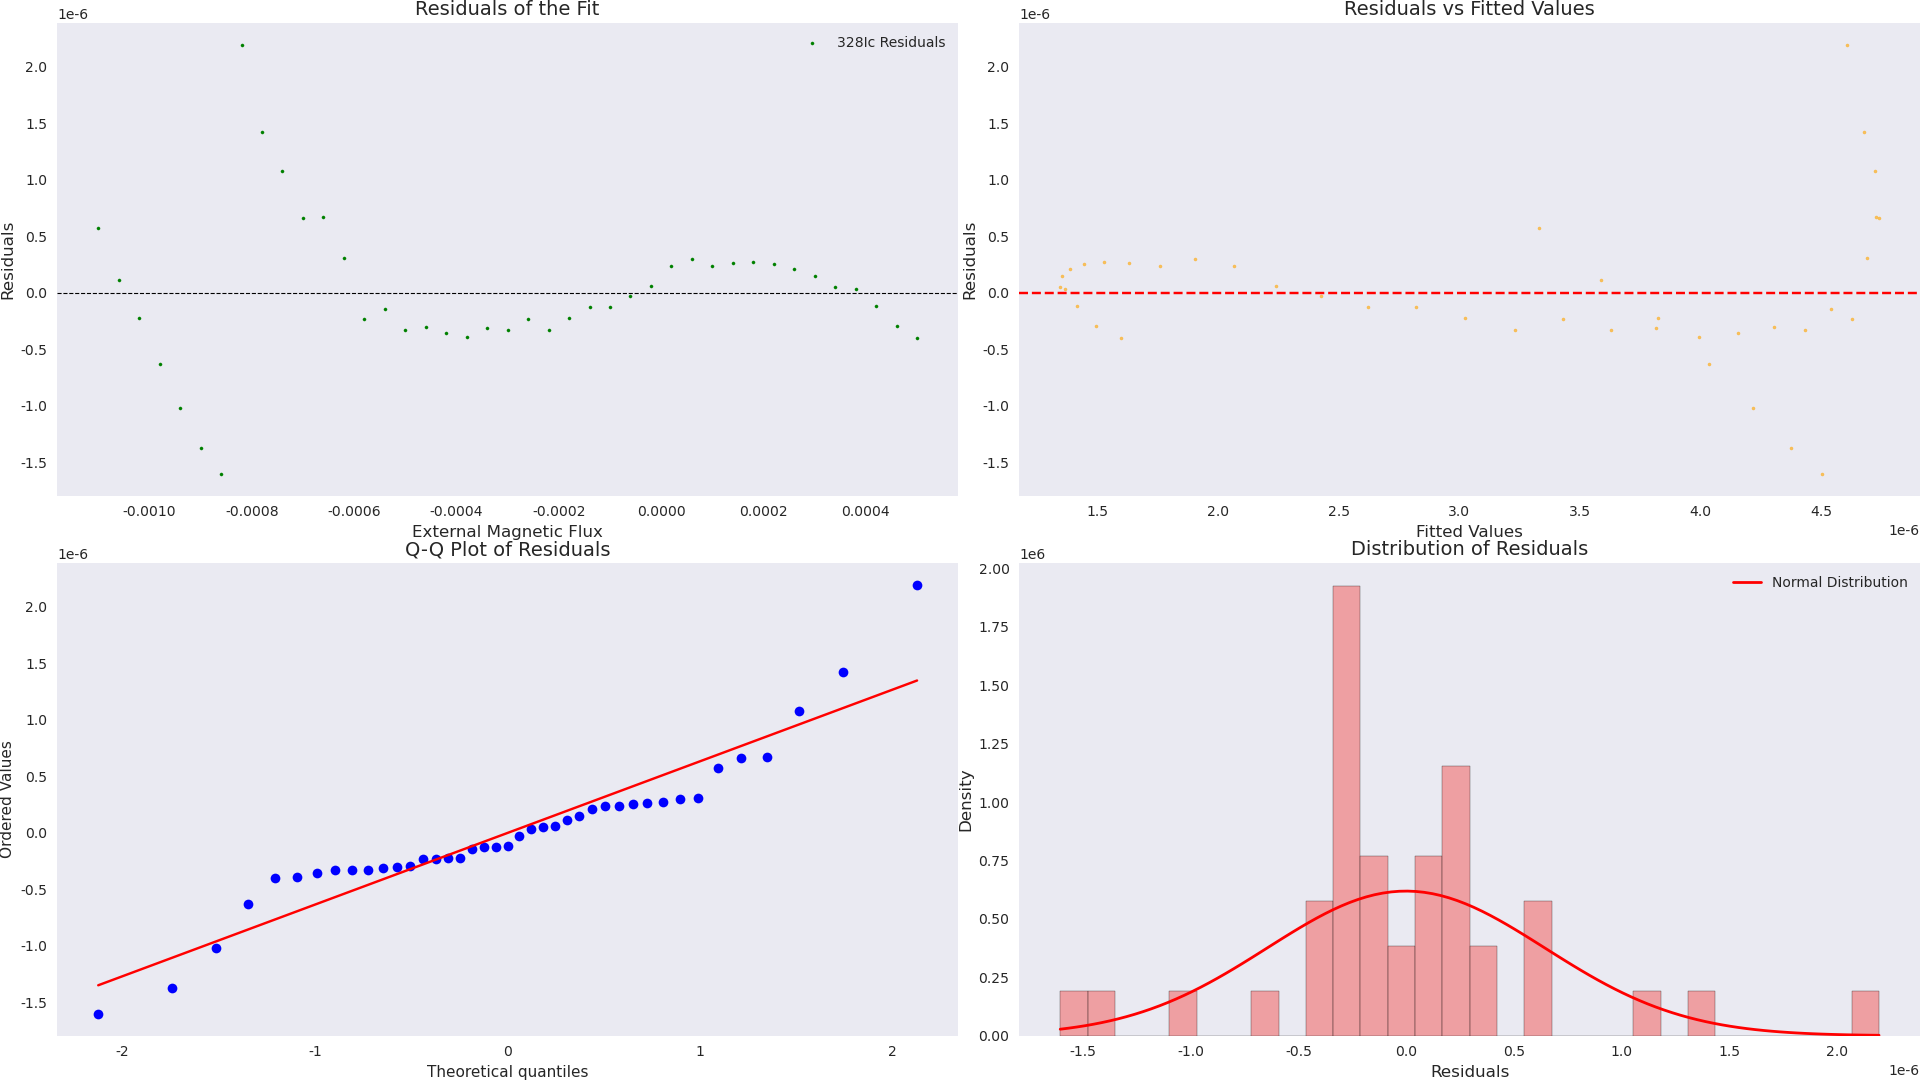 Residuals of the Fit
1e-6
328Ic Residuals
2.0
1.5
1.0
0.5
0.0
-0.5
-1.0
-1.5
Residuals
-0.0010 -0.0008 -0.0006 -0.0004 -0.0002 0.0000 0.0002 0.0004
External Magnetic Flux
Residuals vs Fitted Values
1e-6
2.0
1.5
1.0
0.5
0.0
-0.5
-1.0
-1.5
Residuals
1.5 2.0 2.5 3.0 3.5 4.0 4.5
1e-6
Fitted Values
Q-Q Plot of Residuals
1e-6
2.0
1.5
1.0
0.5
0.0
-0.5
-1.0
-1.5
Ordered Values
-2 -1 0 1 2
Theoretical quantiles
Distribution of Residuals
1e6
Normal Distribution
2.00
1.75
1.50
1.25
1.00
0.75
0.50
0.25
0.00
Density
-1.5 -1.0 -0.5 0.0 0.5 1.0 1.5 2.0
1e-6
Residuals